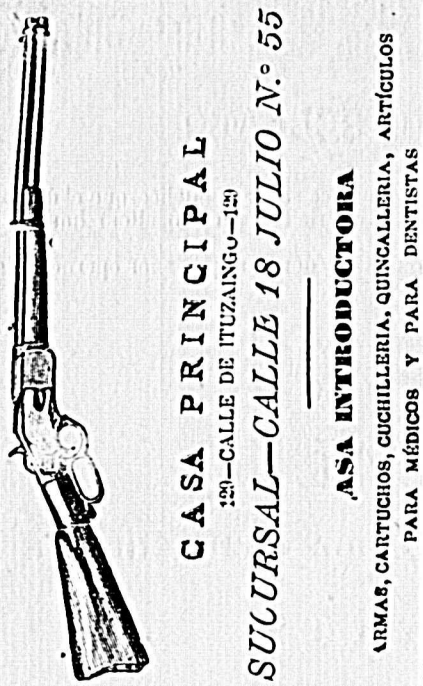 CASA PRINCIPAL
129—CALLE DE ITUZAINGO—129
SUCURSAL—CALLE 18 JULIO N.º 55
ASA INTRODUCTORA
ARMAS, CARTUCHOS, CUCHILLERIA, QUINCALLERIA, ARTÍCULOS
PARA MÉDICOS Y PARA DENTISTAS